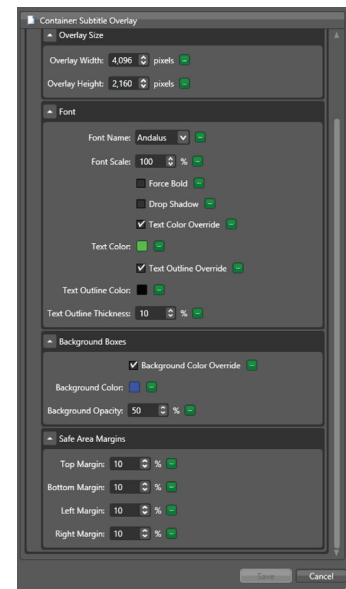 Container: Subtitle Overlay
Overlay Size
Overlay Width: 4,096 pixels
Overlay Height: 2,160 pixels
Font
Font Name: Andalus
Font Scale: 100 %
Force Bold
Drop Shadow
Text Color Override
Text Color:
Text Outline Override
Text Outline Color:
Text Outline Thickness: 10 %
Background Boxes
Background Color Override
Background Color:
Background Opacity: 50 %
Safe Area Margins
Top Margin: 10 %
Bottom Margin: 10 %
Left Margin: 10 %
Right Margin: 10 %
Save Cancel